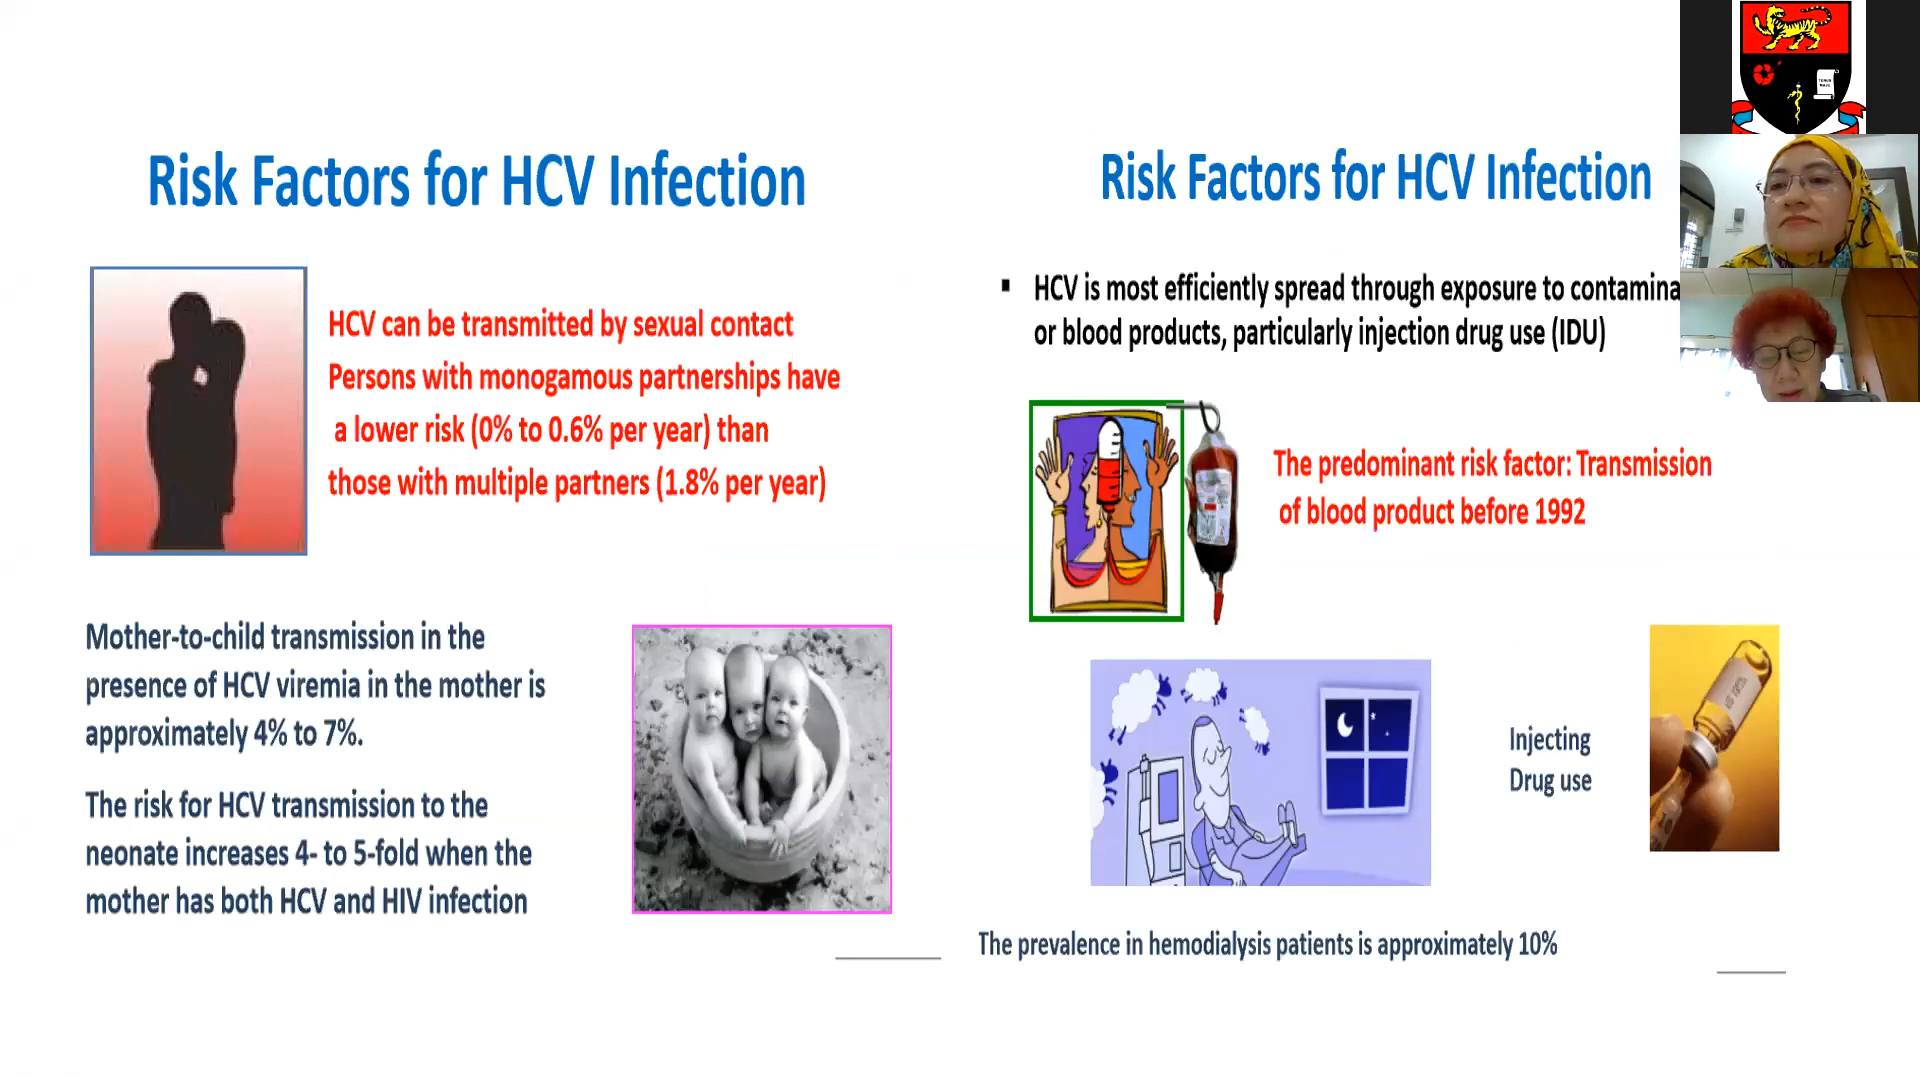 Risk Factors for HCV Infection
HCV can be transmitted by sexual contact
Persons with monogamous partnerships have
a lower risk (0% to 0.6% per year) than
those with multiple partners (1.8% per year)
Mother-to-child transmission in the
presence of HCV viremia in the mother is
approximately 4% to 7%.
The risk for HCV transmission to the
neonate increases 4- to 5-fold when the
mother has both HCV and HIV infection
Risk Factors for HCV Infection
▪ HCV is most efficiently spread through exposure to contamina
or blood products, particularly injection drug use (IDU)
The predominant risk factor: Transmission
of blood product before 1992
Injecting
Drug use
The prevalence in hemodialysis patients is approximately 10%